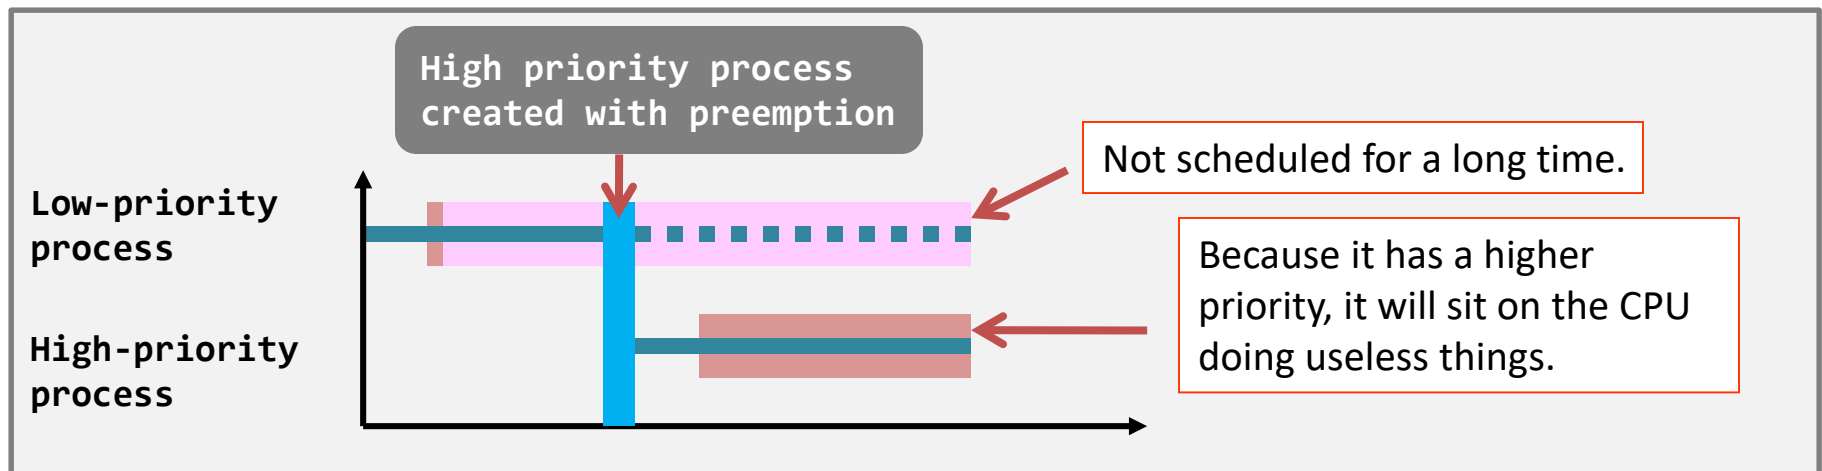 High priority process
created with preemption
Not scheduled for a long time.
Low-priority
process
Because it has a higher
priority, it will sit on the CPU
doing useless things.
High-priority
process